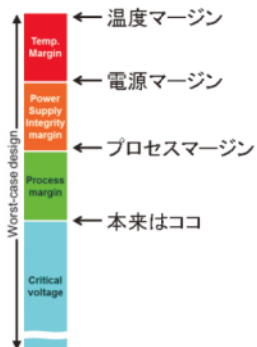 温度マージン
Temp.
Margin
電源マージン
Power
Supply
Integrity
margin
プロセスマージン
Process
margin
本来はココ
Worst-case design
Critical
voltage